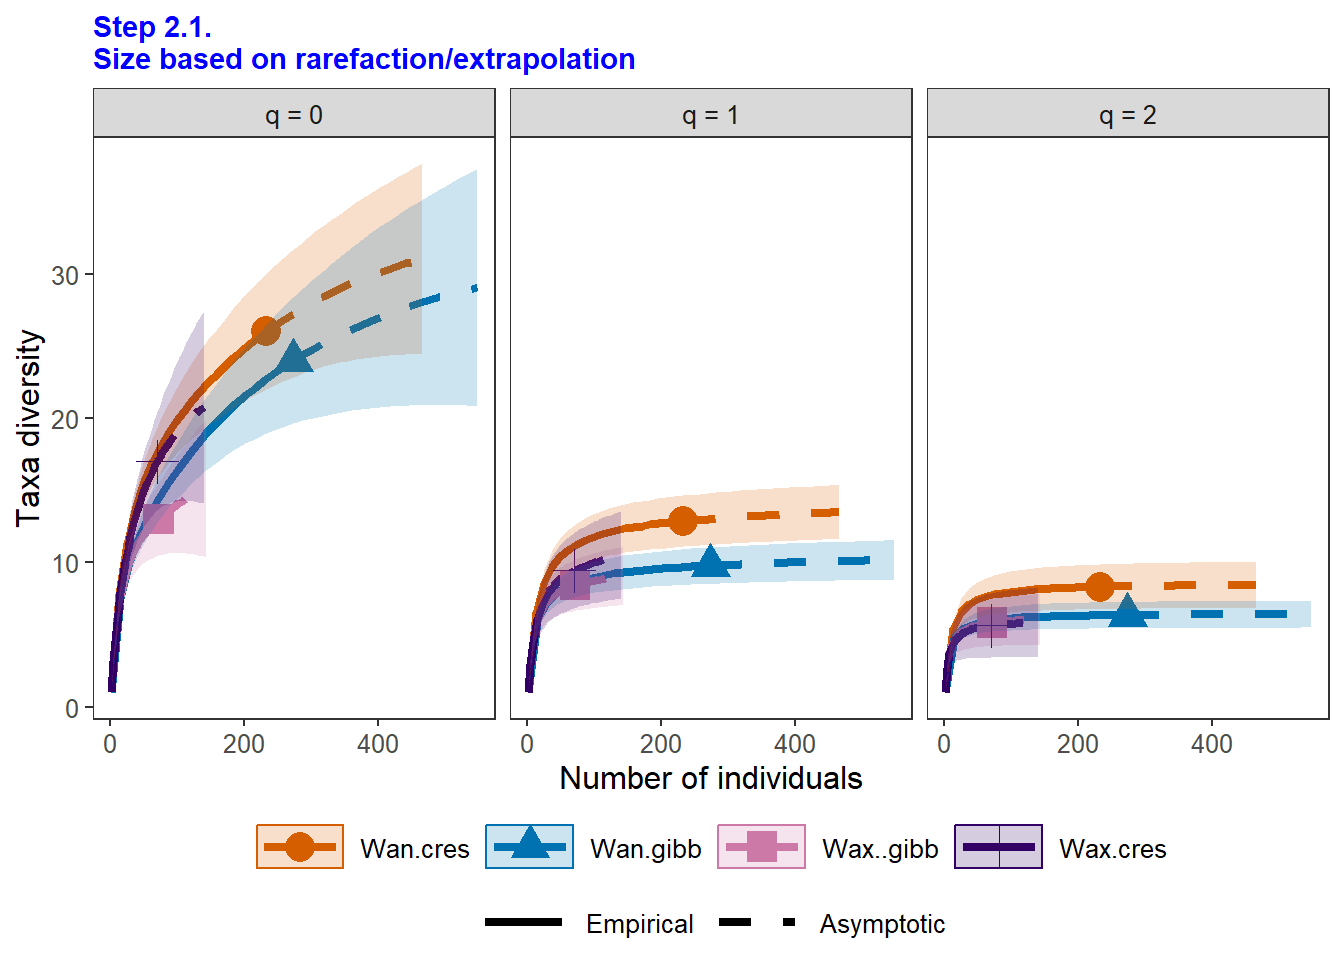 Step 2.1.
Size based on rarefaction/extrapolation
q = 0
q = 1
q = 2
Taxa diversity
30
20
10
0
0 200 400
0 200 400
0 200 400
Number of individuals
Wan.cres Wan.gibb Wax..gibb Wax.cres
Empirical Asymptotic